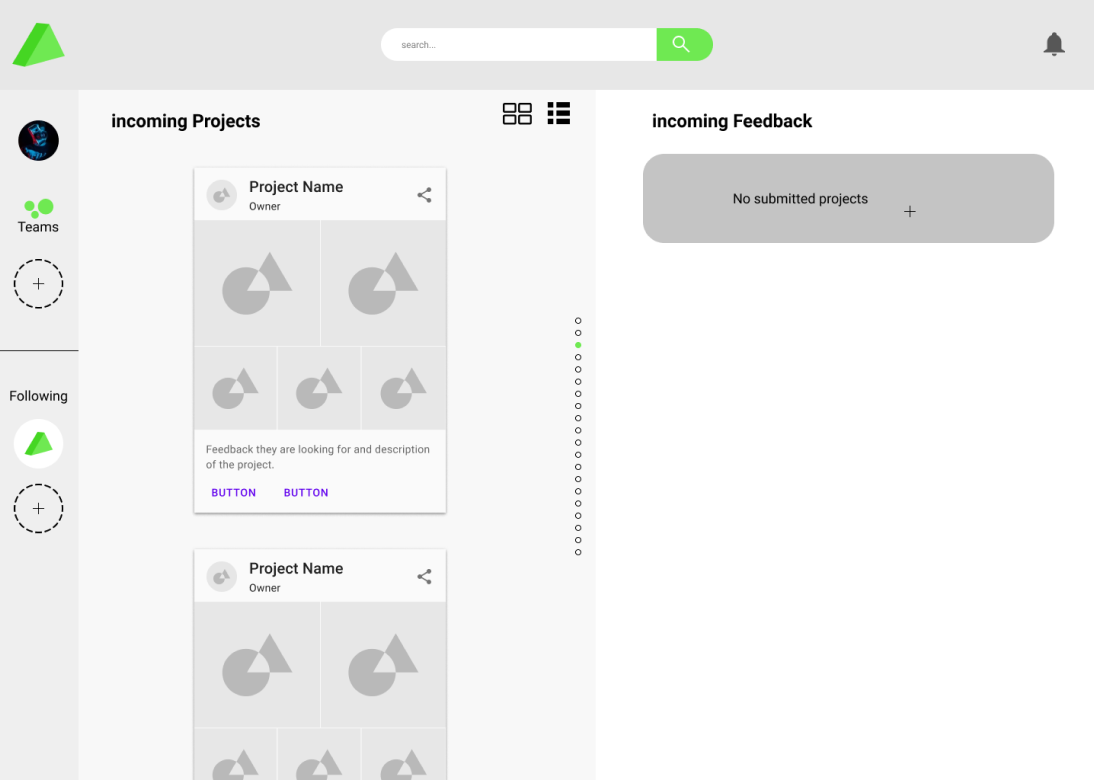 search...
Teams
Following
incoming Projects
Project Name
Owner
Feedback they are looking for and description
of the project.
BUTTON BUTTON
Project Name
Owner
incoming Feedback
No submitted projects